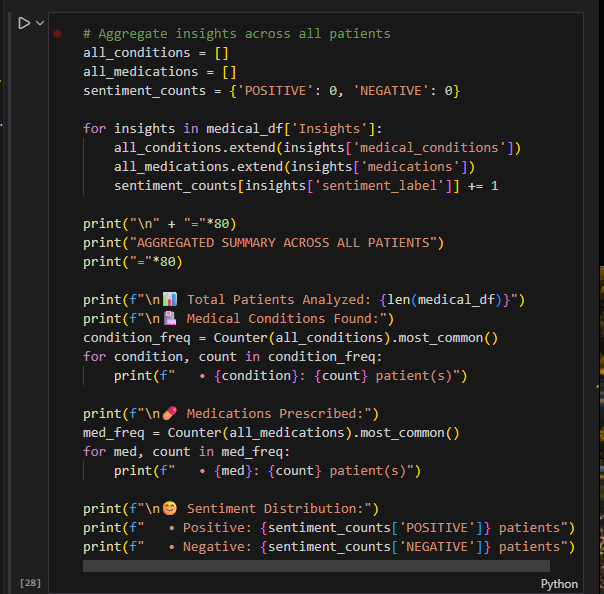 # Aggregate insights across all patients
all_conditions = []
all_medications = []
sentiment_counts = {'POSITIVE': 0, 'NEGATIVE': 0}

for insights in medical_df['Insights']:
    all_conditions.extend(insights['medical_conditions'])
    all_medications.extend(insights['medications'])
    sentiment_counts[insights['sentiment_label']] += 1

print("\n" + "="*80)
print("AGGREGATED SUMMARY ACROSS ALL PATIENTS")
print("="*80)

print(f"\n📊 Total Patients Analyzed: {len(medical_df)}")
print(f"\n🏥 Medical Conditions Found:")
condition_freq = Counter(all_conditions).most_common()
for condition, count in condition_freq:
    print(f"   • {condition}: {count} patient(s)")

print(f"\n💊 Medications Prescribed:")
med_freq = Counter(all_medications).most_common()
for med, count in med_freq:
    print(f"   • {med}: {count} patient(s)")

print(f"\n😊 Sentiment Distribution:")
print(f"   • Positive: {sentiment_counts['POSITIVE']} patients")
print(f"   • Negative: {sentiment_counts['NEGATIVE']} patients")
[28]
Python